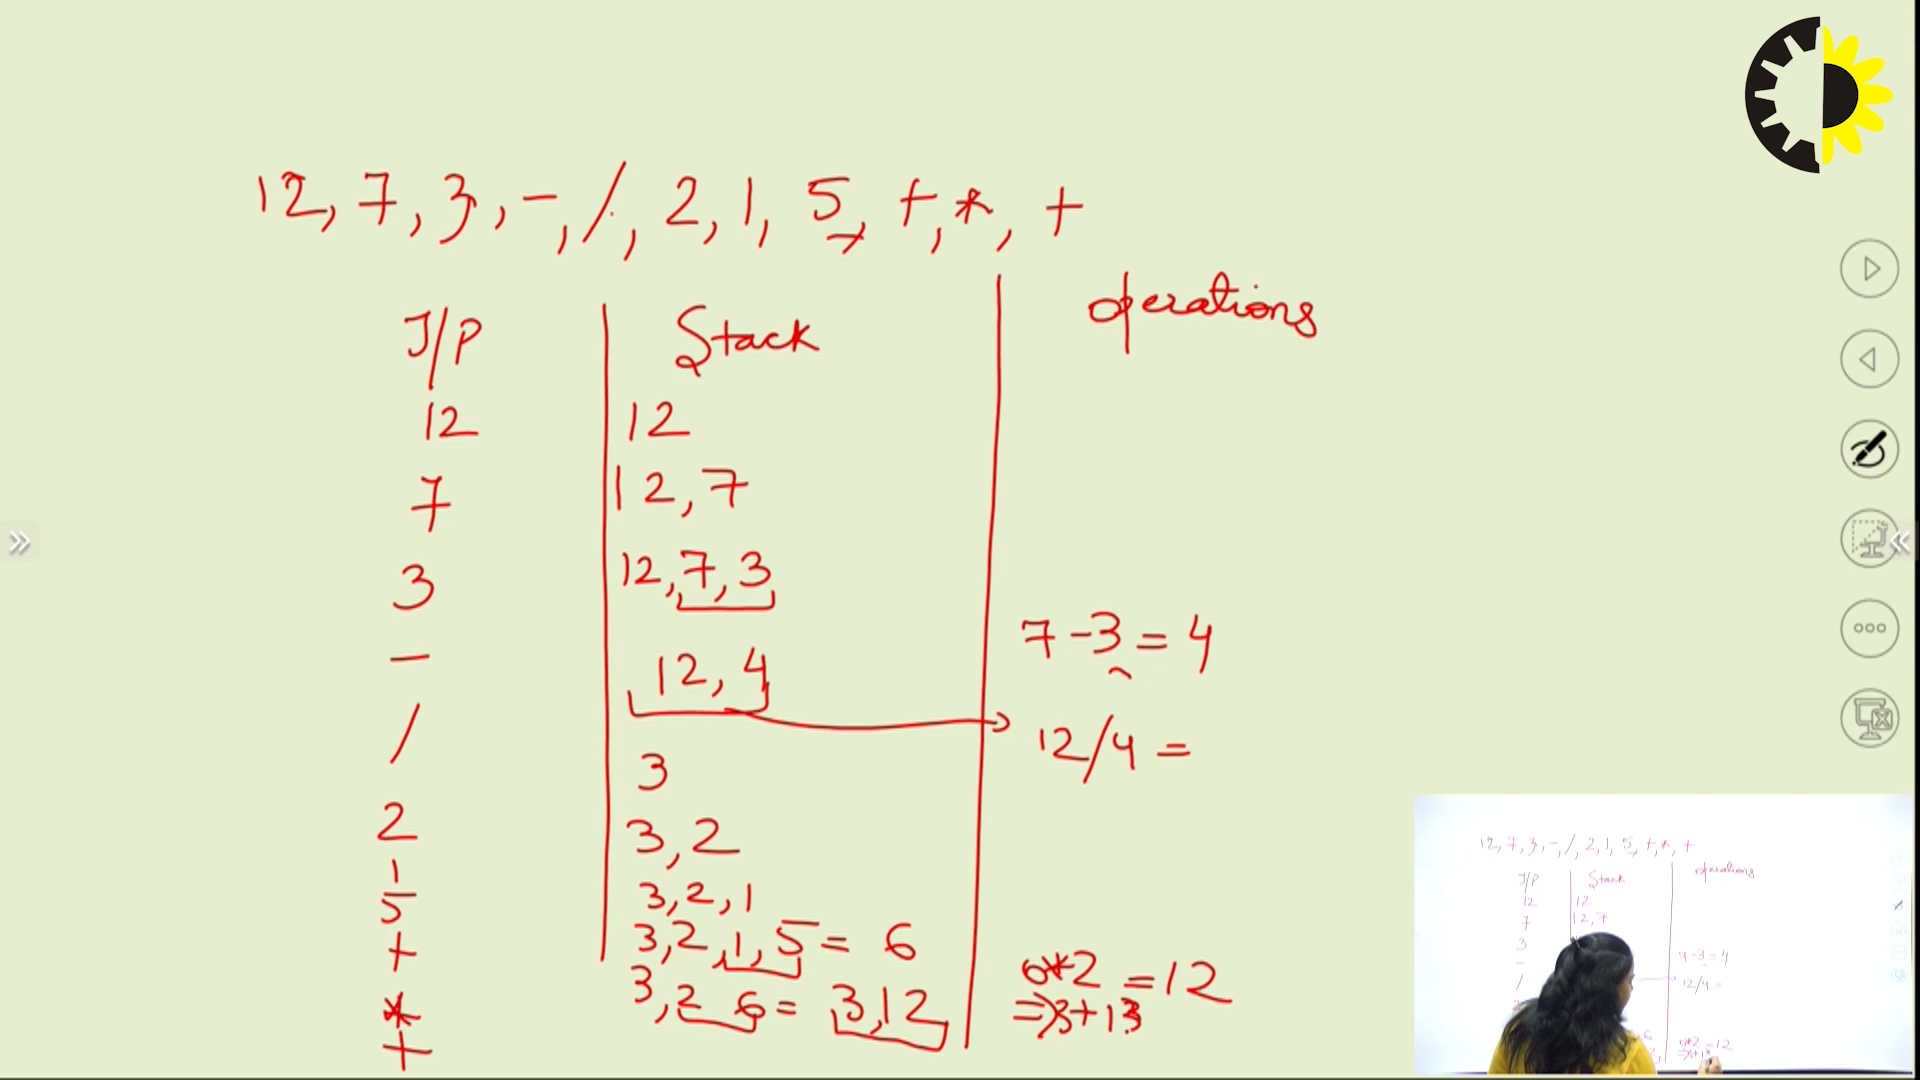 12, 7, 3, -, /, 2, 1, 5, +, *, +
I/P Stack operations
12 12
7 12, 7
3 12, 7, 3
- 12, 4 7 - 3 = 4
/ 3 12/4 =
2 3, 2
1 3, 2, 1
5 3, 2, 1, 5 = 6
+ 3, 2 6 = 3, 12 6*2 = 12
* ⇒ 3 + 13
+